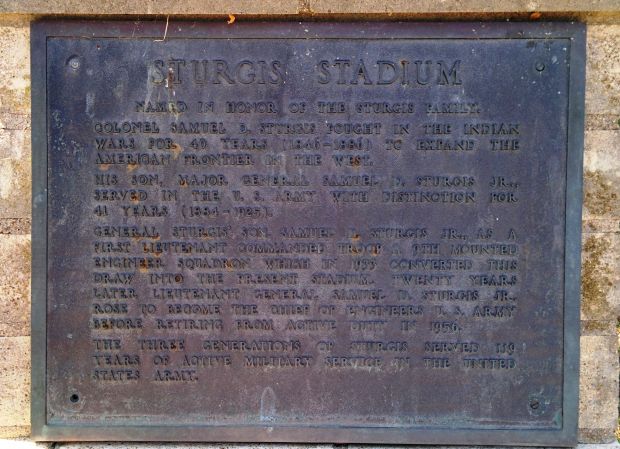 STURGIS STADIUM
NAMED IN HONOR OF THE STURGIS FAMILY.
COLONEL SAMUEL D. STURGIS FOUGHT IN THE INDIAN
WARS FOR 40 YEARS (1846-1886) TO EXPAND THE
AMERICAN FRONTIER IN THE WEST.
HIS SON, MAJOR GENERAL SAMUEL D. STURGIS JR.,
SERVED IN THE U. S. ARMY WITH DISTINCTION FOR
41 YEARS (1884-1925).
GENERAL STURGIS' SON SAMUEL D. STURGIS JR., AS A
FIRST LIEUTENANT COMMANDED TROOP 9TH MOUNTED
ENGINEER SQUADRON WHICH IN 1933 CONVERTED THIS
DRAW INTO THE PRESENT STADIUM. TWENTY YEARS
LATER LIEUTENANT GENERAL SAMUEL D. STURGIS JR.
ROSE TO BECOME THE CHIEF OF ENGINEERS U. S. ARMY
BEFORE RETIRING FROM ACTIVE DUTY IN 1956.
THE THREE GENERATIONS OF STURGIS SERVED 119
YEARS OF ACTIVE MILITARY SERVICE IN THE UNITED
STATES ARMY.